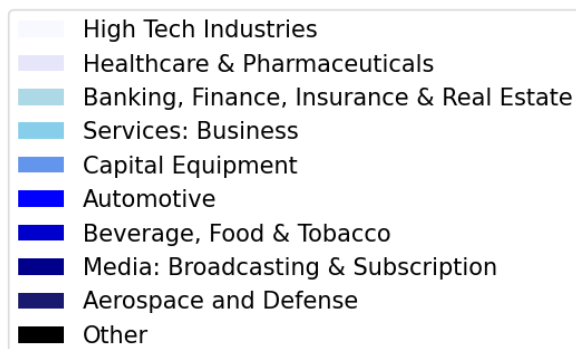 High Tech Industries
Healthcare & Pharmaceuticals
Banking, Finance, Insurance & Real Estate
Services: Business
Capital Equipment
Automotive
Beverage, Food & Tobacco
Media: Broadcasting & Subscription
Aerospace and Defense
Other